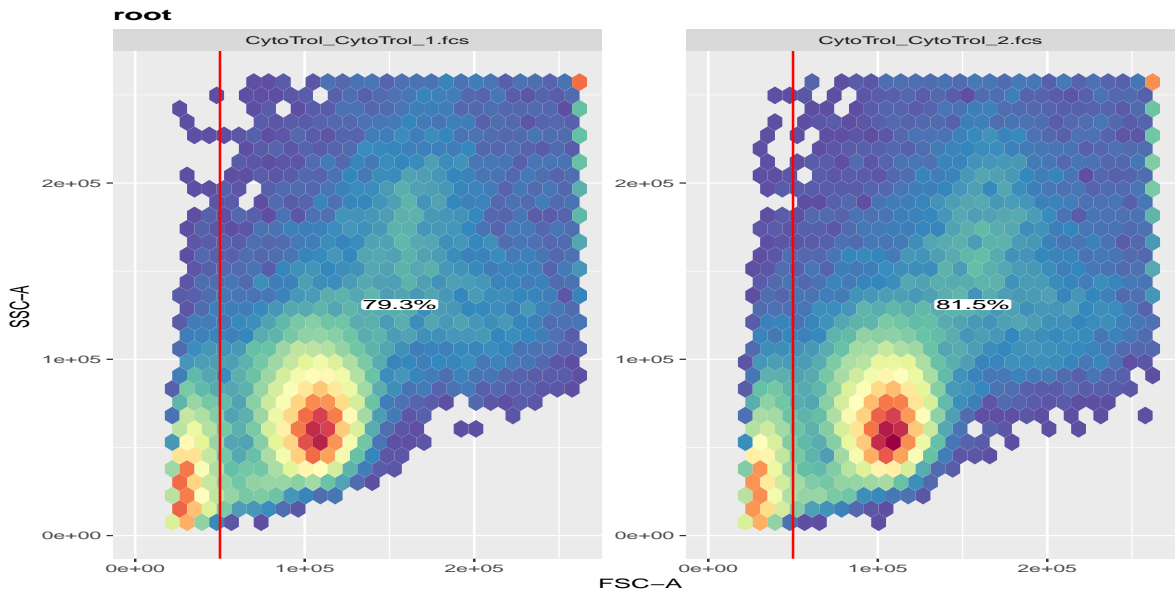 root
CytoTrol_CytoTrol_1.fcs
CytoTrol_CytoTrol_2.fcs
SSC−A
2e+05
1e+05
0e+00
79.3%
0e+00
1e+05
2e+05
2e+05
1e+05
0e+00
81.5%
0e+00
1e+05
2e+05
FSC−A